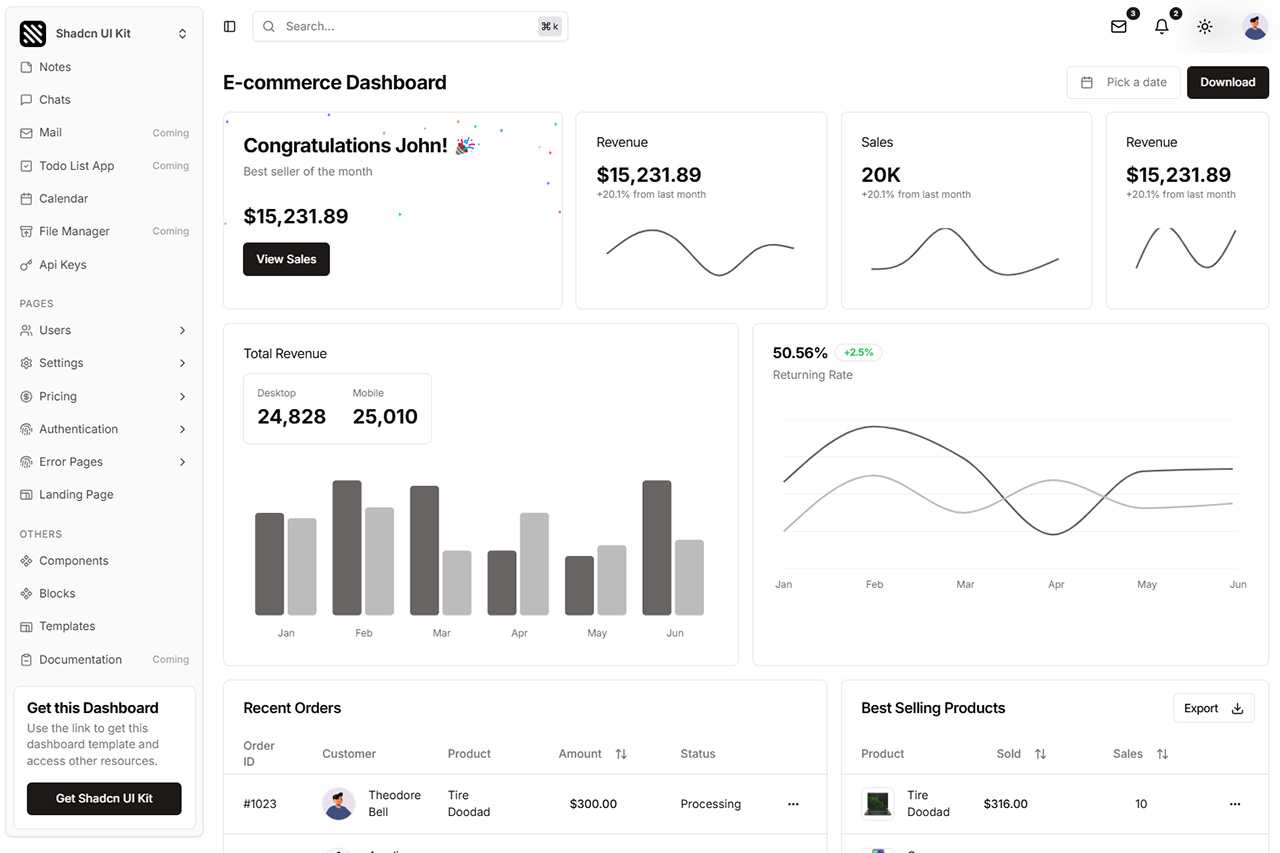 Shadcn UI Kit
Notes
Chats
Mail Coming
Todo List App Coming
Calendar
File Manager Coming
Api Keys
PAGES
Users
Settings
Pricing
Authentication
Error Pages
Landing Page
OTHERS
Components
Blocks
Templates
Documentation Coming
Get this Dashboard
Use the link to get this
dashboard template and
access other resources.
Get Shadcn UI Kit
Search... ⌘k
3
2
E-commerce Dashboard
Pick a date
Download
Congratulations John! 🎉
Best seller of the month
$15,231.89
View Sales
Revenue
$15,231.89
+20.1% from last month
Sales
20K
+20.1% from last month
Revenue
$15,231.89
+20.1% from last month
Total Revenue
Desktop Mobile
24,828 25,010
Jan Feb Mar Apr May Jun
50.56% +2.5%
Returning Rate
Jan Feb Mar Apr May Jun
Recent Orders
Order
ID
Customer Product Amount Status
#1023
Theodore
Bell
Tire
Doodad
$300.00 Processing
Best Selling Products
Export
Product Sold Sales
Tire
Doodad
$316.00 10